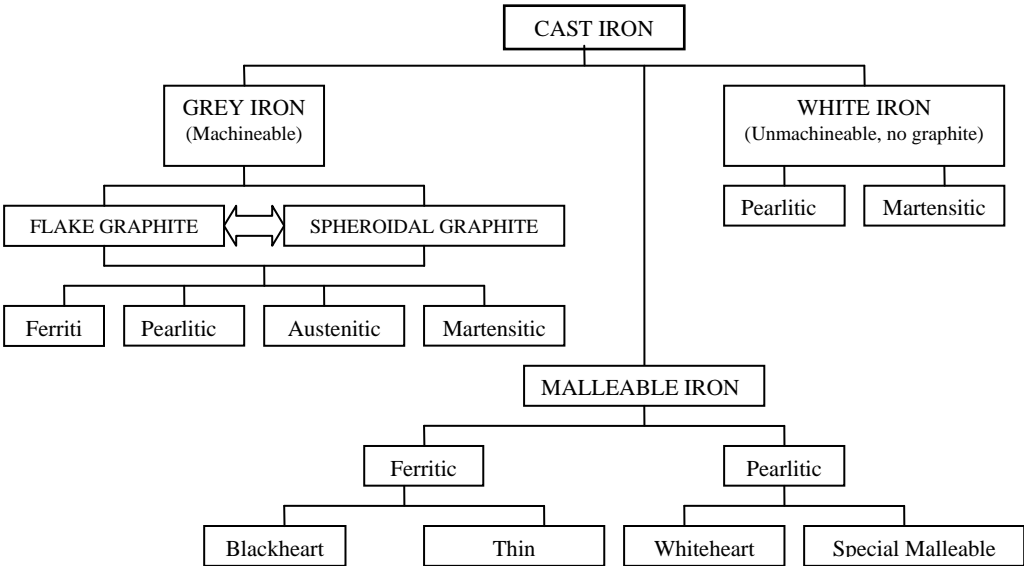 CAST IRON
GREY IRON
(Machineable)
WHITE IRON
(Unmachineable, no graphite)
Pearlitic
Martensitic
FLAKE GRAPHITE
SPHEROIDAL GRAPHITE
Ferriti
Pearlitic
Austenitic
Martensitic
MALLEABLE IRON
Ferritic
Pearlitic
Blackheart
Thin
Whiteheart
Special Malleable